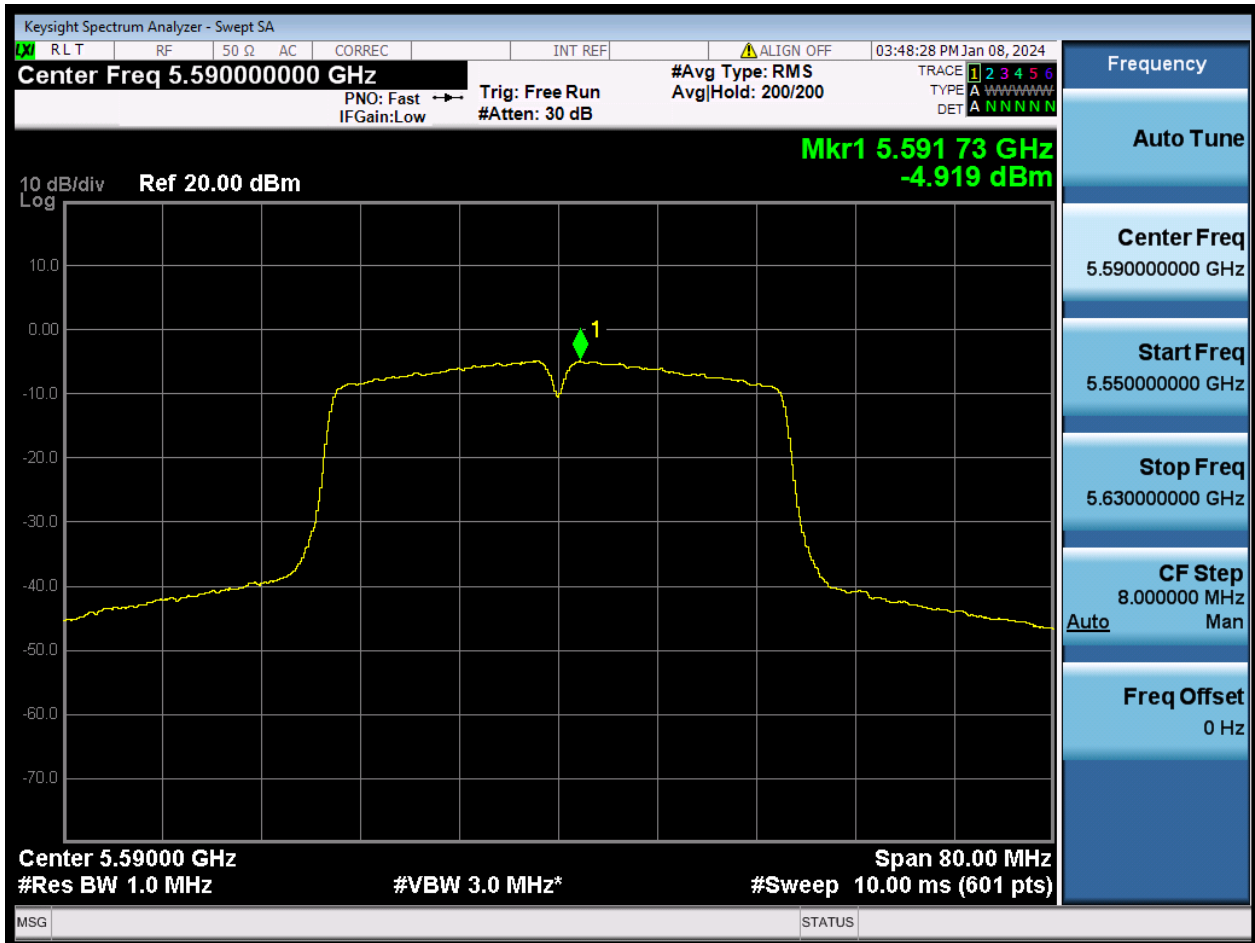 Keysight Spectrum Analyzer - Swept SA
LXI RLT RF 50 Ω AC CORREC INT REF ALIGN OFF 03:48:28 PM Jan 08, 2024
Center Freq 5.590000000 GHz
PNO: Fast
IFGain:Low
Trig: Free Run
#Atten: 30 dB
#Avg Type: RMS
Avg|Hold: 200/200
TRACE 1 2 3 4 5 6
TYPE A WWWWW
DET A N N N N N
Mkr1 5.591 73 GHz
-4.919 dBm
10 dB/div Ref 20.00 dBm
Log
10.0
0.00
-10.0
-20.0
-30.0
-40.0
-50.0
-60.0
-70.0
1
Center 5.59000 GHz Span 80.00 MHz
#Res BW 1.0 MHz #VBW 3.0 MHz* #Sweep 10.00 ms (601 pts)
MSG STATUS
Frequency
Auto Tune
Center Freq
5.590000000 GHz
Start Freq
5.550000000 GHz
Stop Freq
5.630000000 GHz
CF Step
8.000000 MHz
Auto Man
Freq Offset
0 Hz